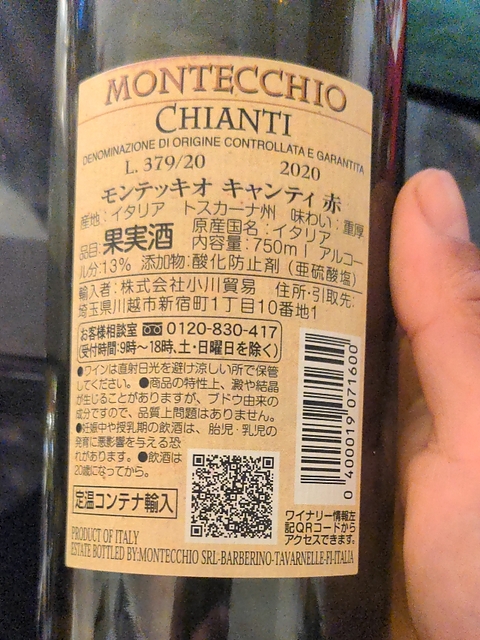 MONTECCHIO
CHIANTI
DENOMINAZIONE DI ORIGINE CONTROLLATA E GARANTITA
L. 379/20 2020
モンテッキオ キャンティ 赤
産地：イタリア トスカーナ州 味わい：重厚
品目：果実酒 原産国名：イタリア
内容量：750ml アルコー
ル分：13% 添加物：酸化防止剤（亜硫酸塩）
輸入者：株式会社小川貿易 住所・引取先：
埼玉県川越市新宿町1丁目10番地1
お客様相談室 0120-830-417
(受付時間：9時～18時、土・日曜日を除く)
●ワインは直射日光を避け涼しい所で保管
してください。●商品の特性上、澱や結晶
が生じることがありますが、ブドウ由来の
成分ですので、品質上問題はありません。
●妊娠中や授乳期の飲酒は、胎児・乳児の
発育に悪影響を与える恐
れがあります。●飲酒は
20歳になってから。
定温コンテナ輸入
0 400019 071600
ワイナリー情報左
記QRコードから
アクセスできます。
PRODUCT OF ITALY
ESTATE BOTTLED BY:MONTECCHIO SRL-BARBERINO-TAVARNELLE-FI-ITALIA